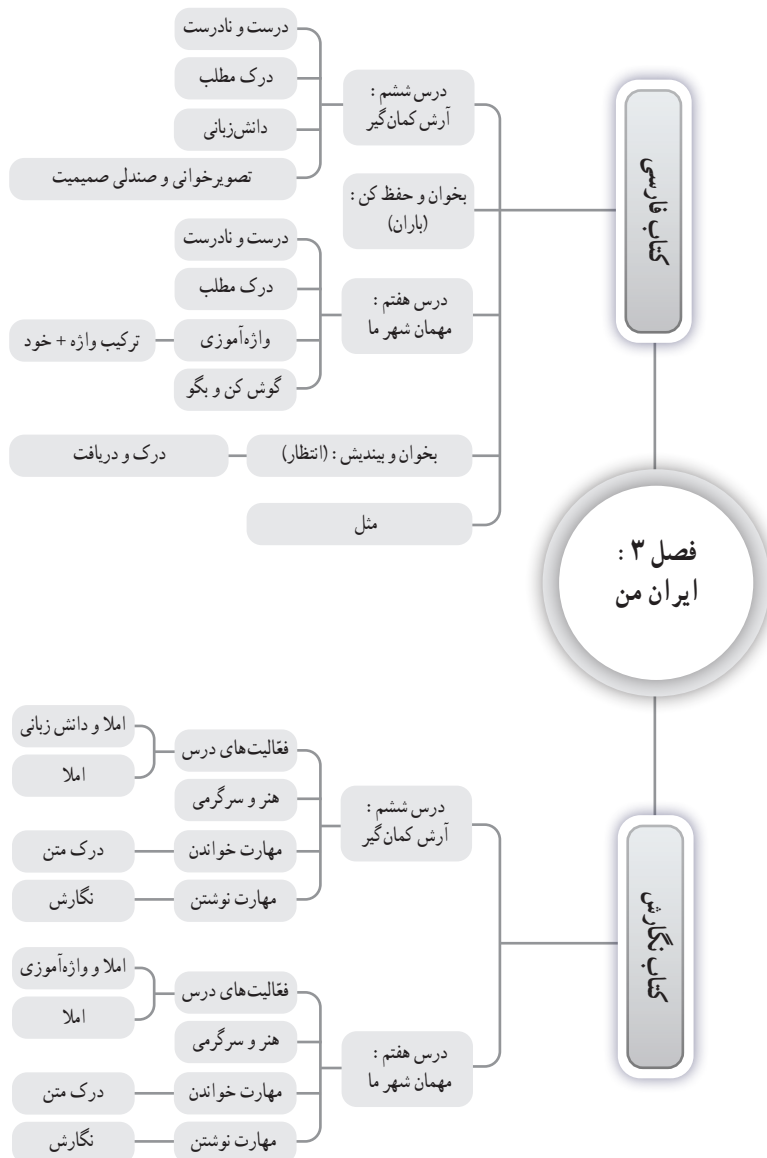 فصل ۳ :
ایران من
کتاب فارسی
درس ششم :
آرش کمان‌گیر
درست و نادرست
درک مطلب
دانش‌زبانی
تصویرخوانی و صندلی صمیمیت
بخوان و حفظ کن :
(باران)
درس هفتم :
مهمان شهر ما
درست و نادرست
درک مطلب
واژه‌آموزی
ترکیب واژه + خود
گوش کن و بگو
بخوان و بیندیش : (انتظار)
درک و دریافت
مثل
کتاب نگارش
درس ششم :
آرش کمان‌گیر
فعّالیت‌های درس
املا و دانش زبانی
املا
هنر و سرگرمی
مهارت خواندن
درک متن
مهارت نوشتن
نگارش
درس هفتم :
مهمان شهر ما
فعّالیت‌های درس
املا و واژه‌آموزی
املا
هنر و سرگرمی
مهارت خواندن
درک متن
مهارت نوشتن
نگارش